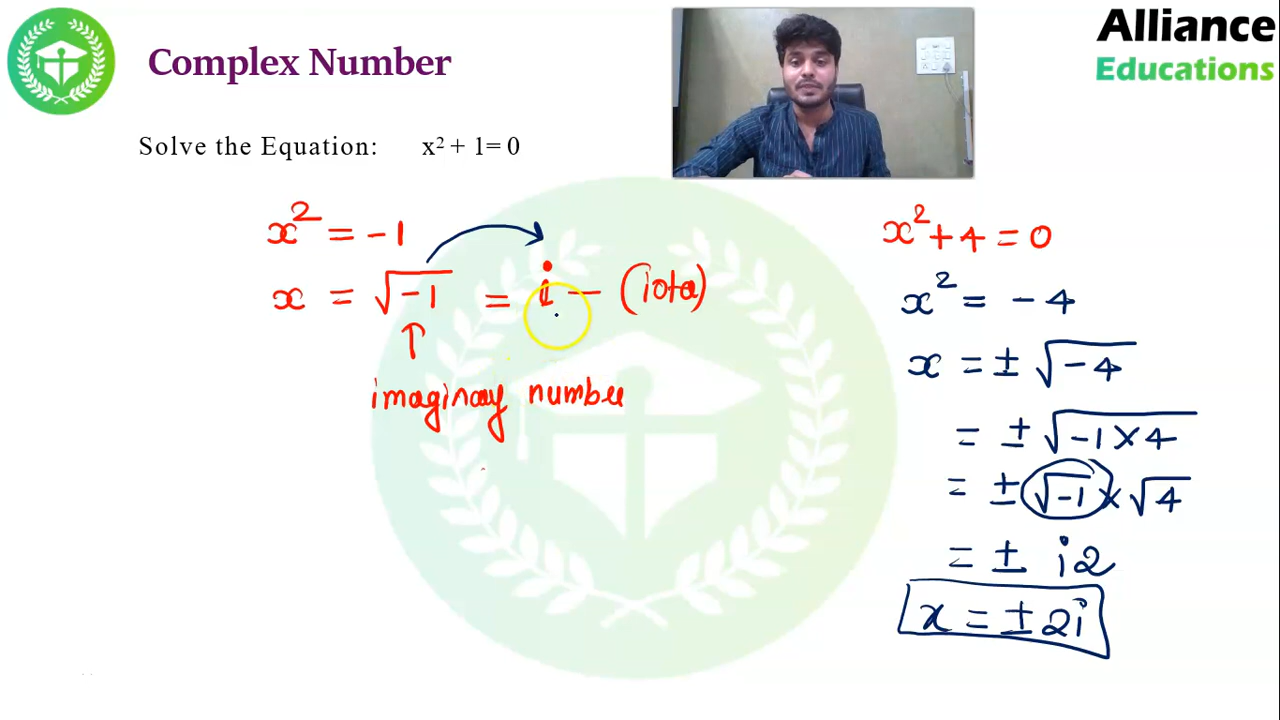 Complex Number
Alliance
Educations
Solve the Equation: x² + 1= 0
x² = -1
x = √-1 = i — (iota)
↑
imaginary number
x² + 4 = 0
x² = -4
x = ± √-4
= ± √-1×4
= ± √-1 × √4
= ± i2
x = ± 2i